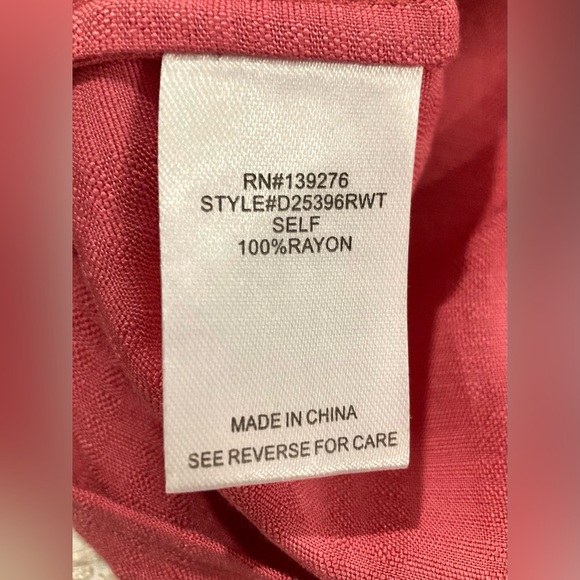 RN#139276
STYLE#D25396RWT
SELF
100%RAYON
MADE IN CHINA
SEE REVERSE FOR CARE